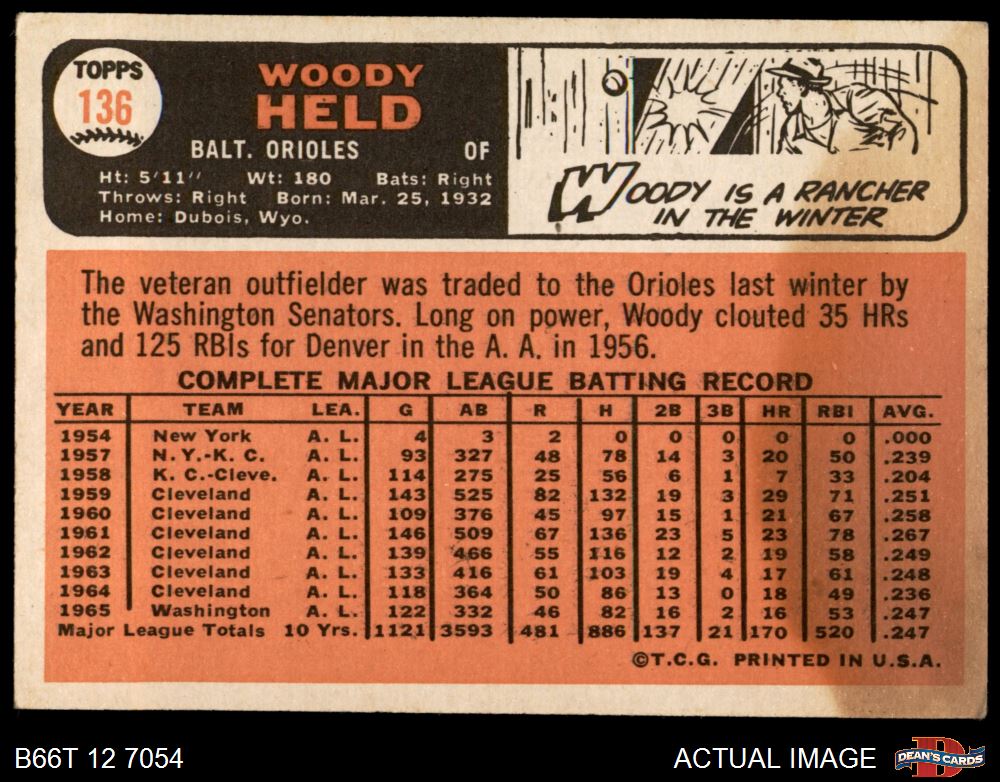 TOPPS
136
WOODY
HELD
BALT. ORIOLES OF
Ht: 5'11" Wt: 180 Bats: Right
Throws: Right Born: Mar. 25, 1932
Home: Dubois, Wyo.
WOODY IS A RANCHER
IN THE WINTER
The veteran outfielder was traded to the Orioles last winter by
the Washington Senators. Long on power, Woody clouted 35 HRs
and 125 RBIs for Denver in the A. A. in 1956.
COMPLETE MAJOR LEAGUE BATTING RECORD
YEAR TEAM LEA. G AB R H 2B 3B HR RBI AVG.
1954 New York A. L. 4 3 2 0 0 0 0 0 .000
1957 N.Y.-K. C. A. L. 93 327 48 78 14 3 20 50 .239
1958 K. C.-Cleve. A. L. 114 275 25 56 6 1 7 33 .204
1959 Cleveland A. L. 143 525 82 132 19 3 29 71 .251
1960 Cleveland A. L. 109 376 45 97 15 1 21 67 .258
1961 Cleveland A. L. 146 509 67 136 23 5 23 78 .267
1962 Cleveland A. L. 139 466 55 116 12 2 19 58 .249
1963 Cleveland A. L. 133 416 61 103 19 4 17 61 .248
1964 Cleveland A. L. 118 364 50 86 13 0 18 49 .236
1965 Washington A. L. 122 332 46 82 16 2 16 53 .247
Major League Totals 10 Yrs. 1121 3593 481 886 137 21 170 520 .247
©T.C.G. PRINTED IN U.S.A.
B66T 12 7054 ACTUAL IMAGE
D
DEAN'S CARDS